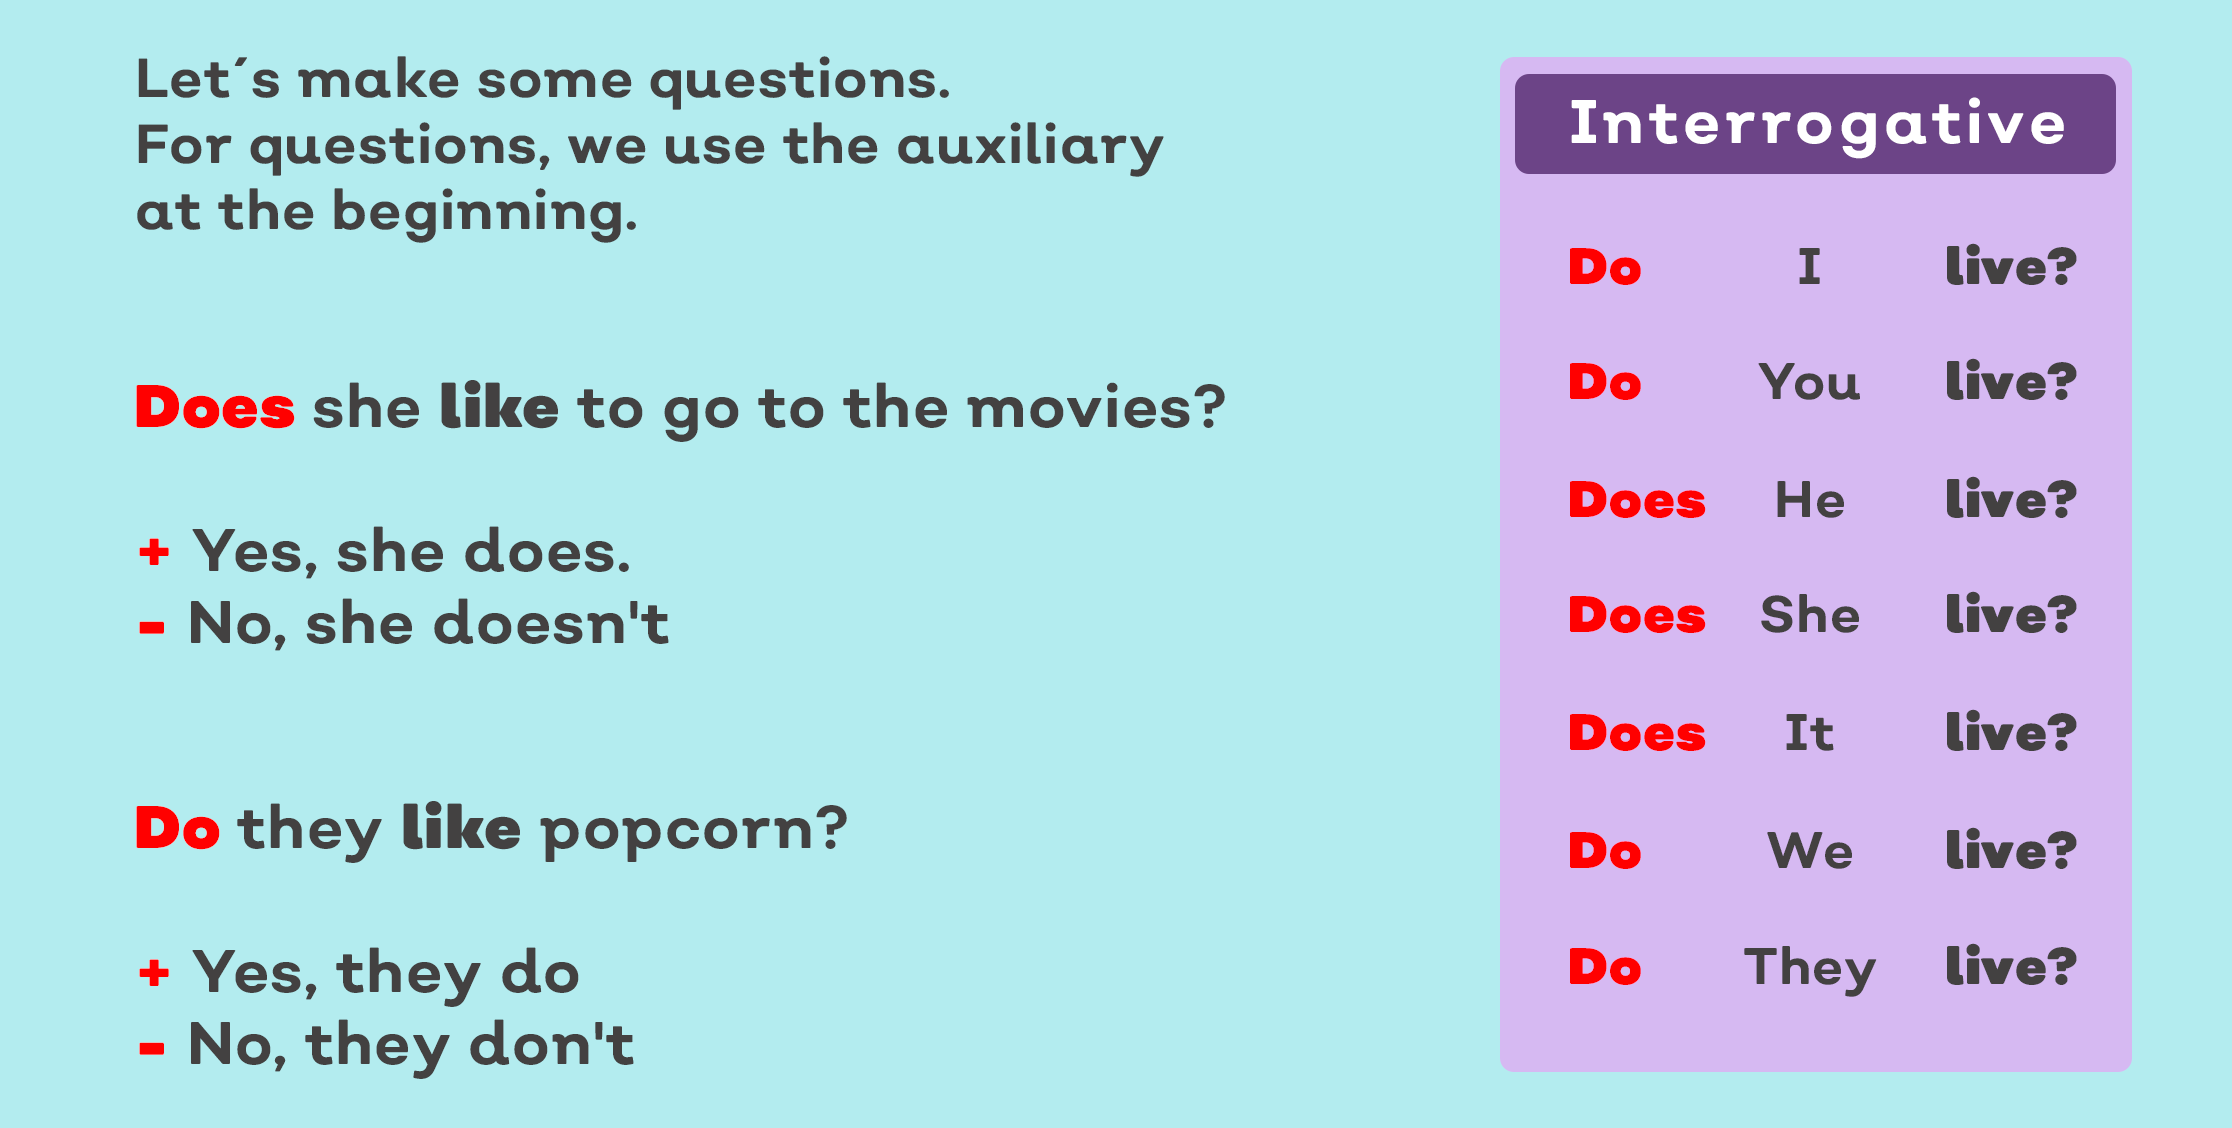 Let´s make some questions.
For questions, we use the auxiliary
at the beginning.
Does she like to go to the movies?
+ Yes, she does.
- No, she doesn't
Do they like popcorn?
+ Yes, they do
- No, they don't
Interrogative
Do I live?
Do You live?
Does He live?
Does She live?
Does It live?
Do We live?
Do They live?